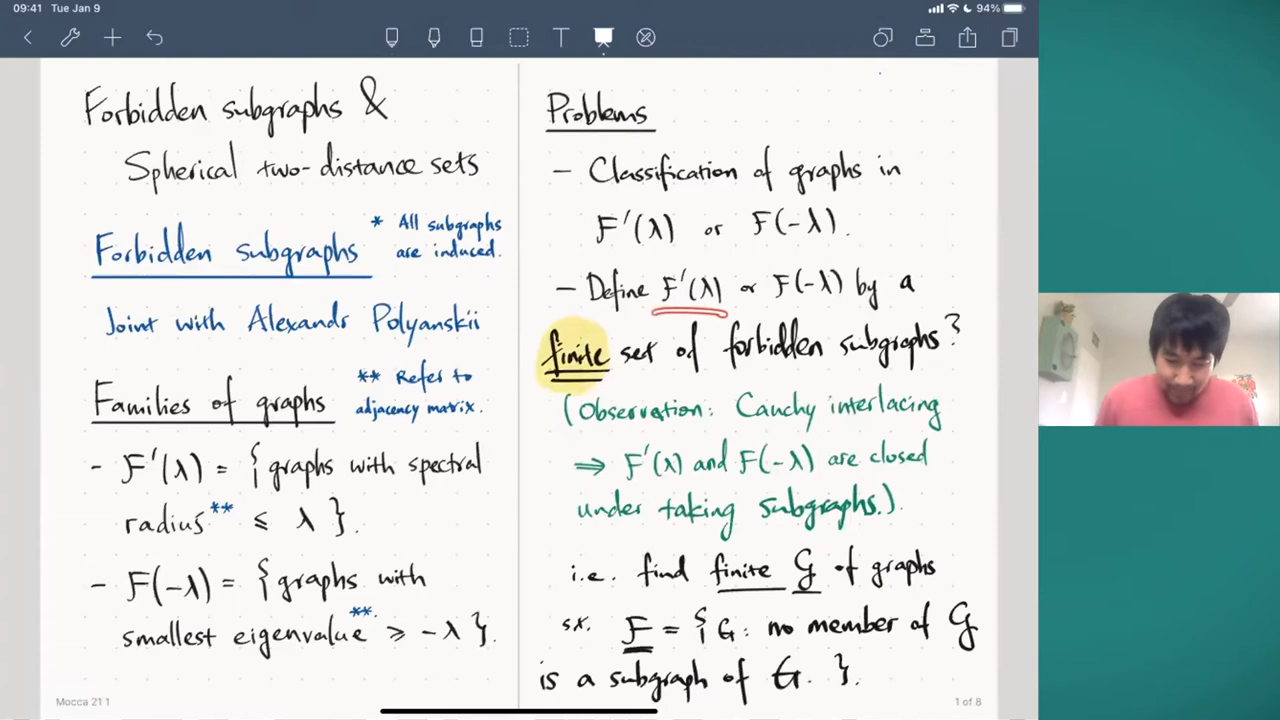 09:41 Tue Jan 9
94%
Forbidden subgraphs &
Spherical two-distance sets
Forbidden subgraphs
* All subgraphs
are induced.
Joint with Alexandr Polyanskii
Families of graphs
** Refer to
adjacency matrix.
- F'(λ) = { graphs with spectral
radius** ≤ λ }.
- F(-λ) = { graphs with
smallest eigenvalue** ≥ -λ }.
Mocca 21 1
Problems
- Classification of graphs in
F'(λ) or F(-λ).
- Define F'(λ) or F(-λ) by a
finite set of forbidden subgraphs?
(Observation: Cauchy interlacing
⇒ F'(λ) and F(-λ) are closed
under taking subgraphs.)
i.e. find finite G of graphs
s.t. F = { G: no member of G
is a subgraph of G. }.
1 of 8